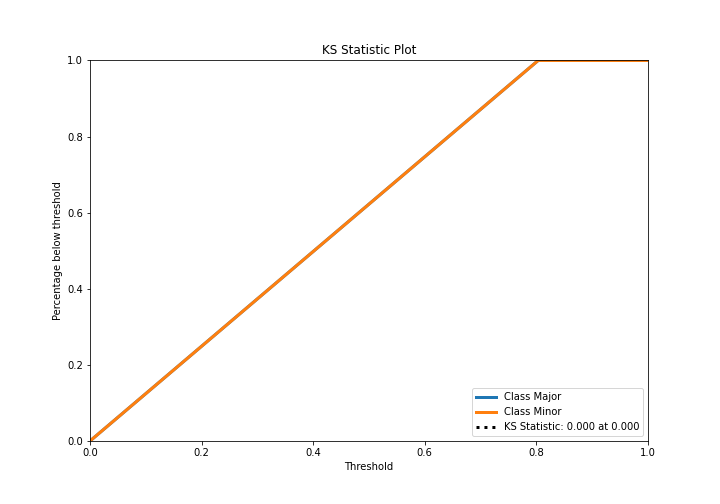 KS Statistic Plot
1.0
0.8
0.6
0.4
0.2
0.0
Percentage below threshold
Class Major
Class Minor
KS Statistic: 0.000 at 0.000
0.0 0.2 0.4 0.6 0.8 1.0
Threshold